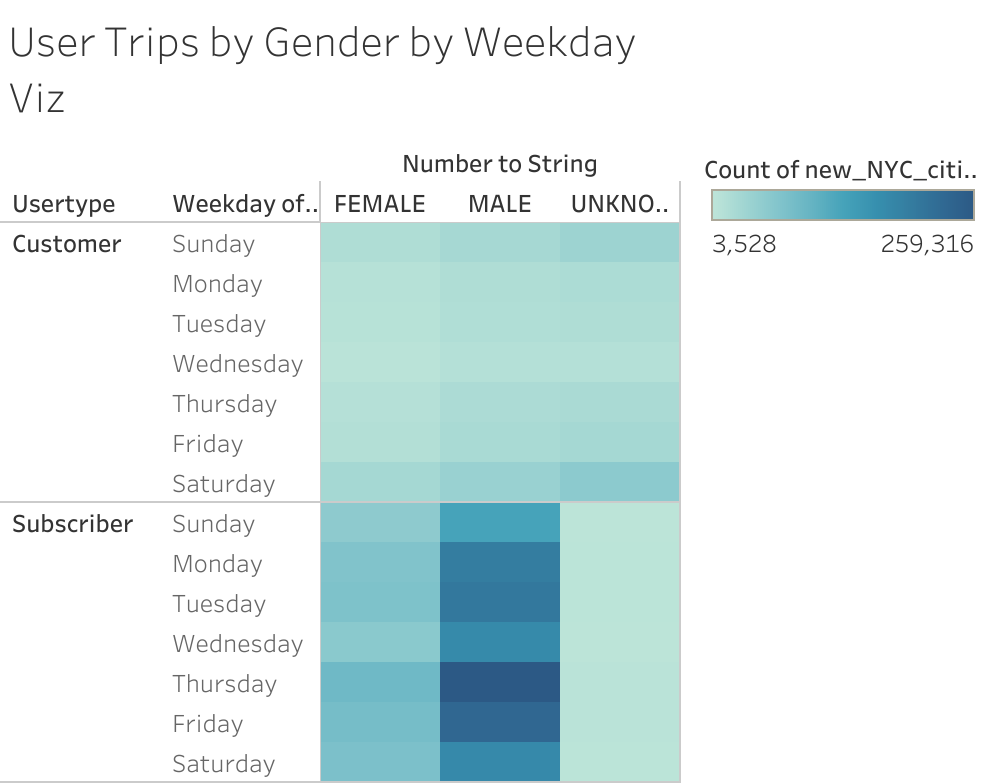 User Trips by Gender by Weekday
Viz
Number to String
Usertype Weekday of.. FEMALE MALE UNKNO..
Count of new_NYC_citi..
3,528 259,316
Customer Sunday
Monday
Tuesday
Wednesday
Thursday
Friday
Saturday
Subscriber Sunday
Monday
Tuesday
Wednesday
Thursday
Friday
Saturday